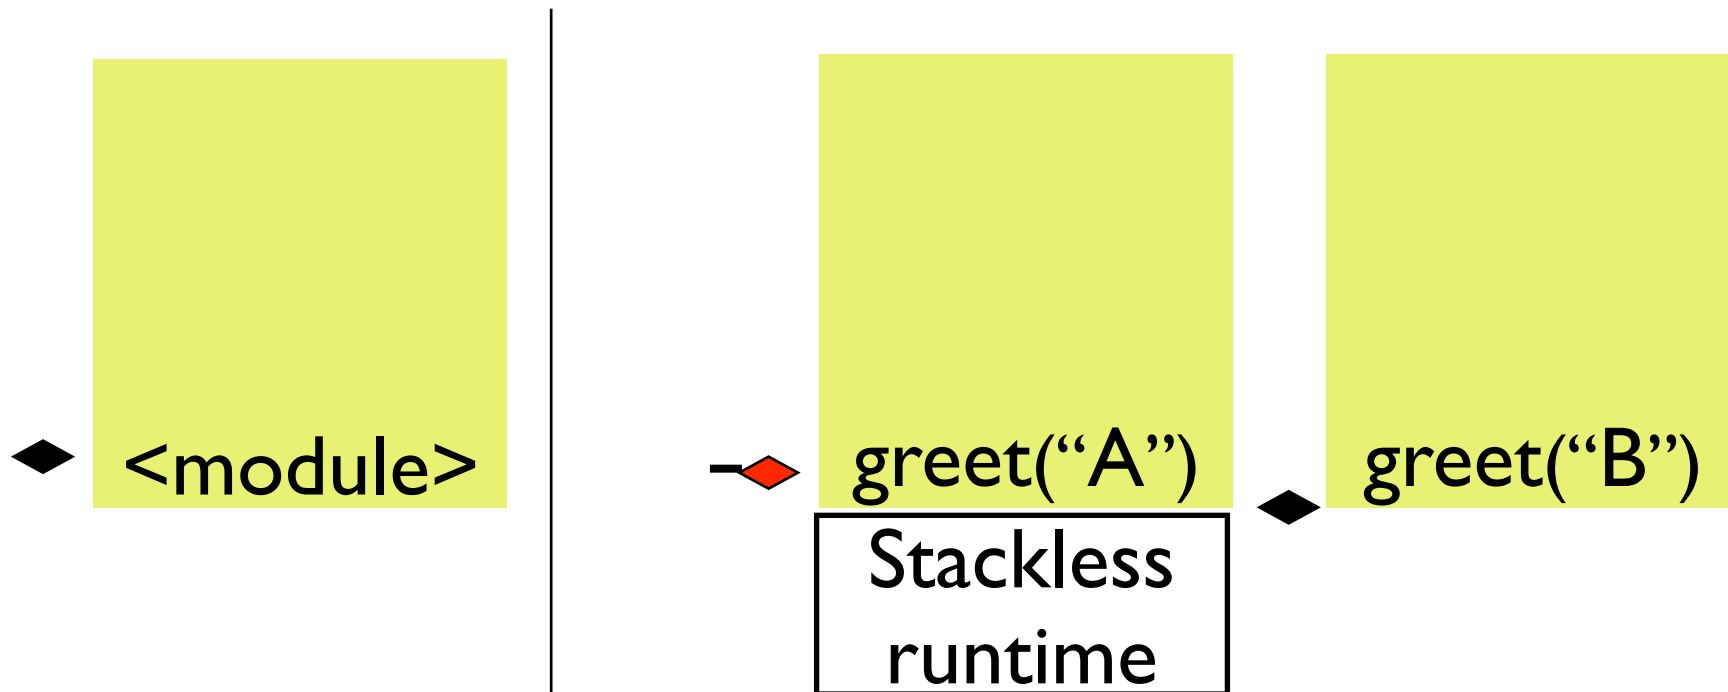 <module>
greet(“A”)
greet(“B”)
Stackless
runtime